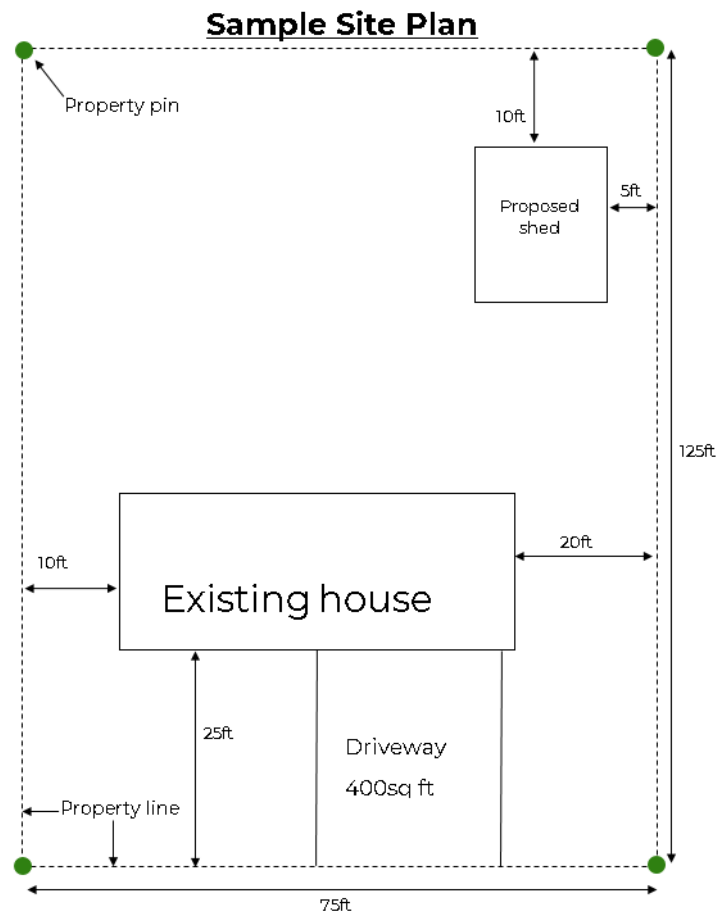 Sample Site Plan
Property pin
10ft
5ft
Proposed
shed
125ft
20ft
10ft
Existing house
25ft
Driveway
400sq ft
Property line
75ft